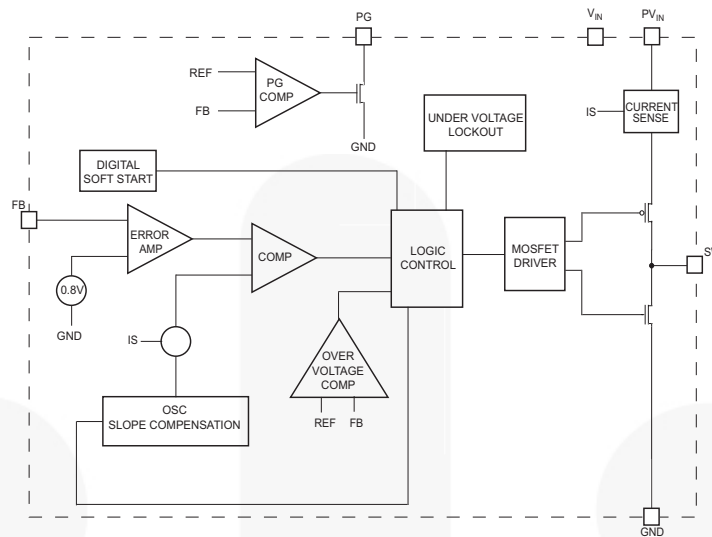 PG
VIN
PVIN
REF
FB
PG
COMP
GND
IS
CURRENT
SENSE
UNDER VOLTAGE
LOCKOUT
DIGITAL
SOFT START
FB
ERROR
AMP
COMP
LOGIC
CONTROL
MOSFET
DRIVER
0.8V
GND
IS
OVER
VOLTAGE
COMP
REF
FB
OSC
SLOPE COMPENSATION
GND